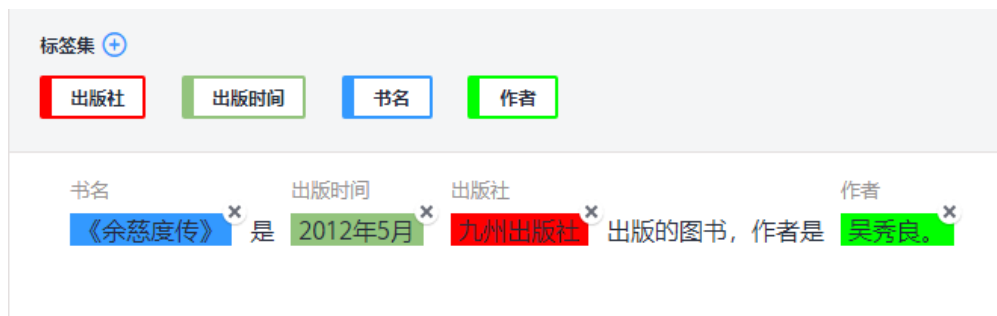 标签集
出版社 出版时间 书名 作者
书名 出版时间 出版社 作者
《余慈度传》 是 2012年5月 九州出版社 出版的图书，作者是 吴秀良。